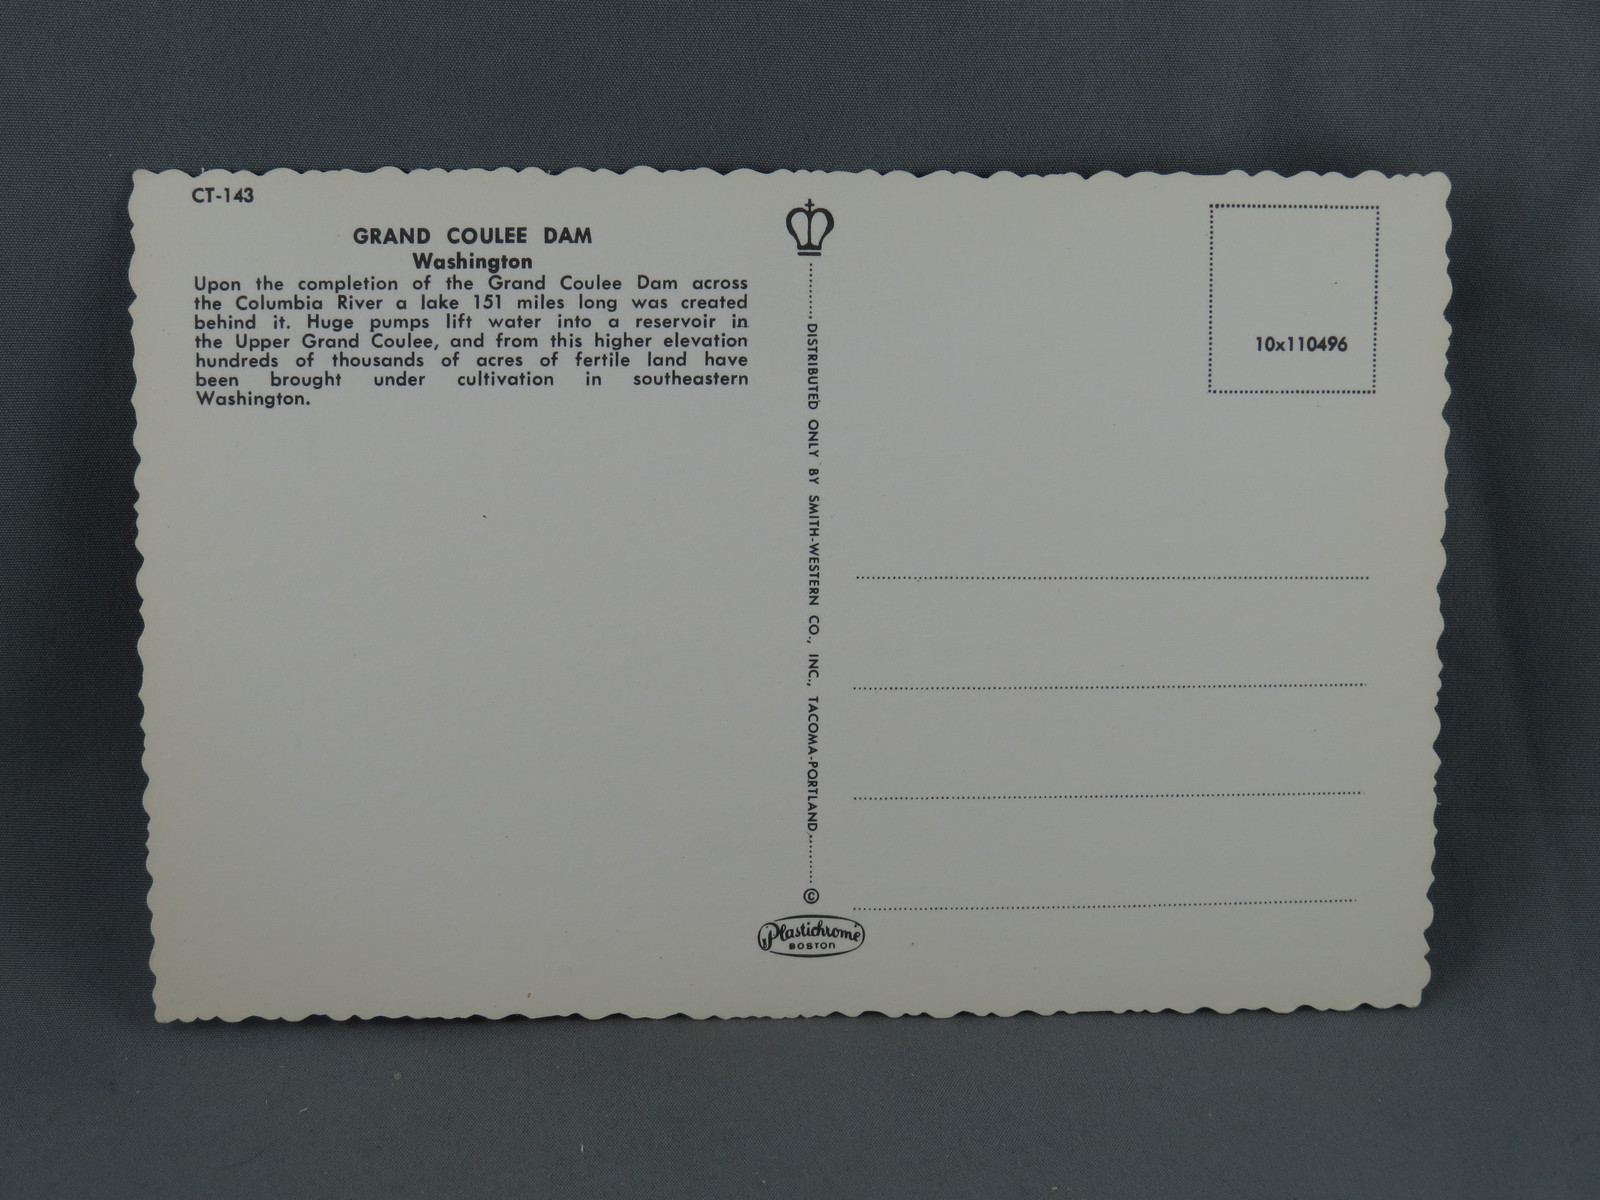 CT-143
GRAND COULEE DAM
Washington
Upon the completion of the Grand Coulee Dam across
the Columbia River a lake 151 miles long was created
behind it. Huge pumps lift water into a reservoir in
the Upper Grand Coulee, and from this higher elevation
hundreds of thousands of acres of fertile land have
been brought under cultivation in southeastern
Washington.
DISTRIBUTED ONLY BY SMITH-WESTERN CO., INC., TACOMA-PORTLAND
©
Plastichrome
BOSTON
10x110496